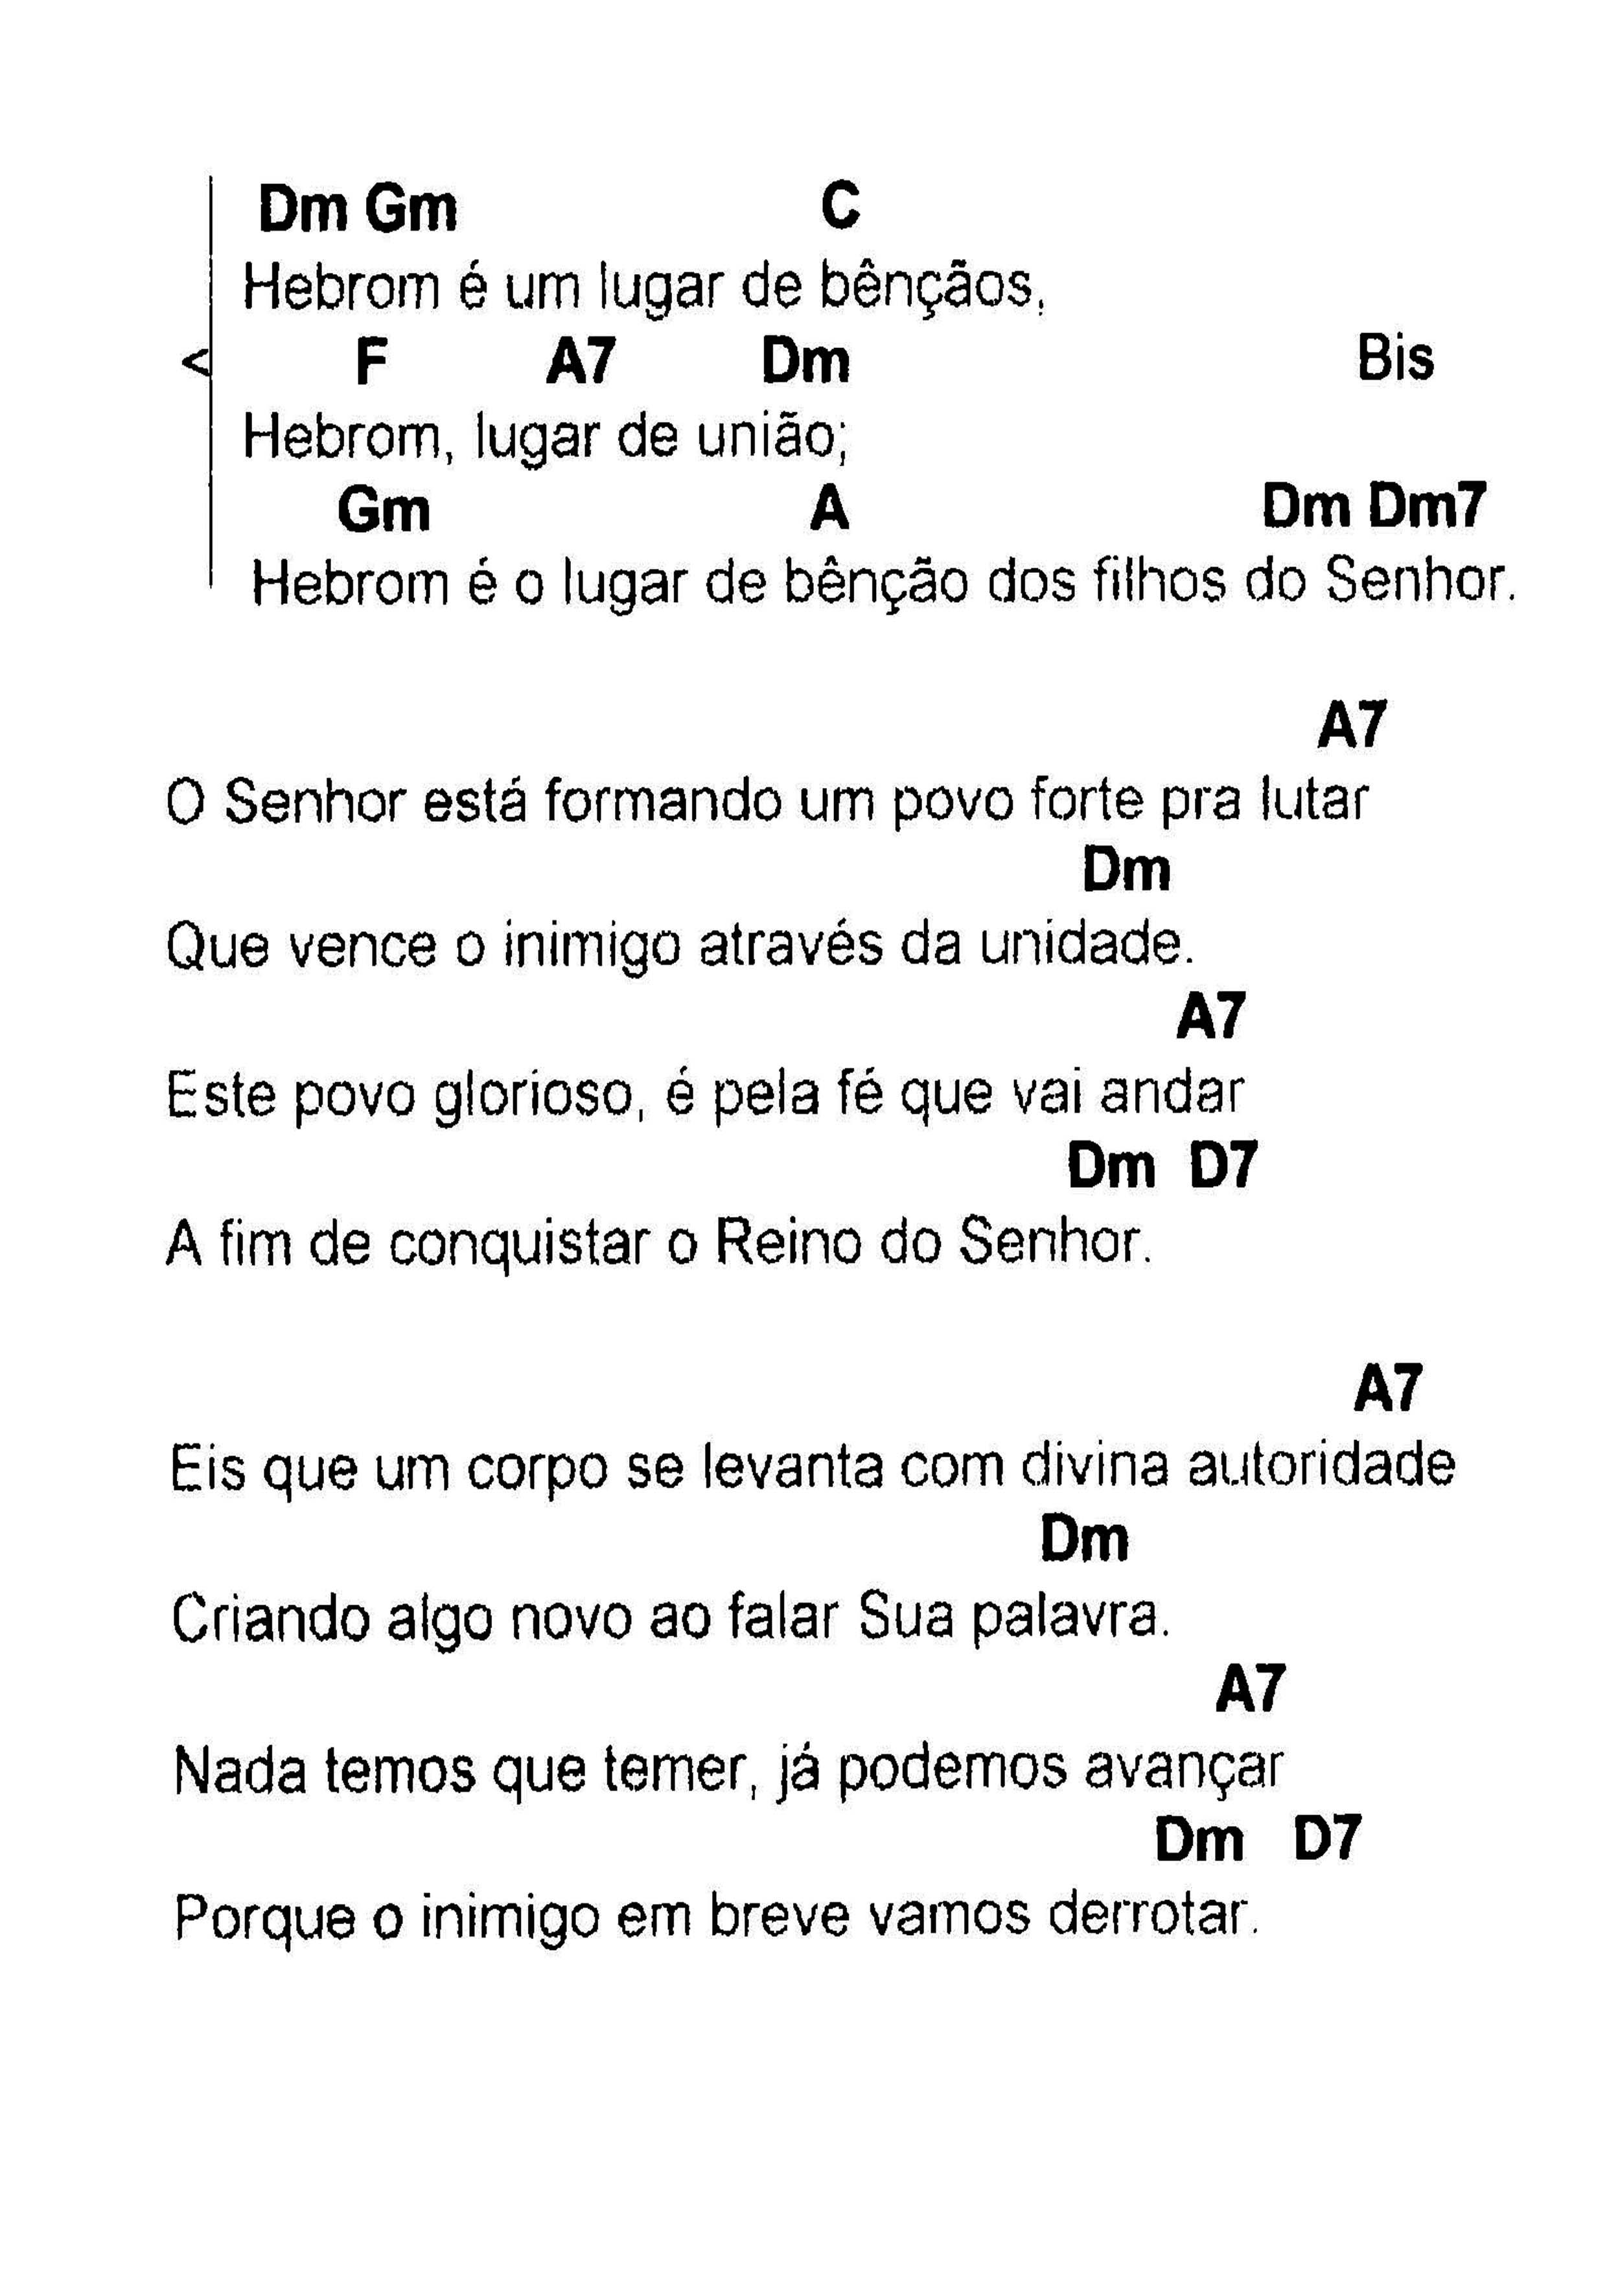 Dm Gm C
Hebrom é um lugar de bênçãos,
< F A7 Dm Bis
Hebrom, lugar de união;
Gm A Dm Dm7
Hebrom é o lugar de bênção dos filhos do Senhor.
A7
O Senhor está formando um povo forte pra lutar
Dm
Que vence o inimigo através da unidade.
A7
Este povo glorioso, é pela fé que vai andar
Dm D7
A fim de conquistar o Reino do Senhor.
A7
Eis que um corpo se levanta com divina autoridade
Dm
Criando algo novo ao falar Sua palavra.
A7
Nada temos que temer, já podemos avançar
Dm D7
Porque o inimigo em breve vamos derrotar.